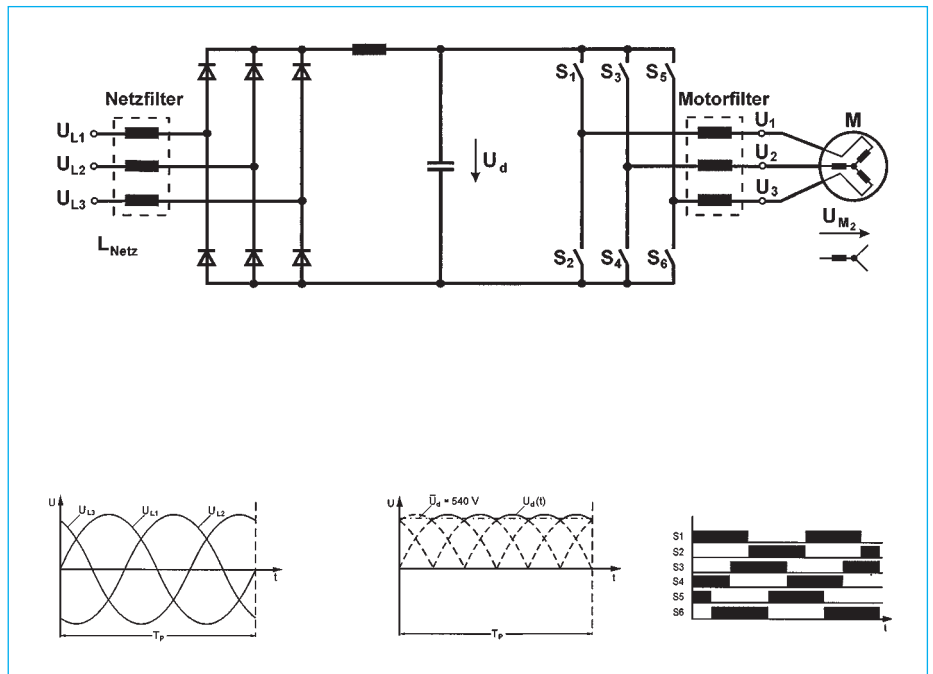 Netzfilter
U_L1
U_L2
U_L3
L_Netz
U_d
S_1 S_3 S_5
S_2 S_4 S_6
Motorfilter
U_1
U_2
U_3
M
U_M2
U
U_L3 U_L1 U_L2
t
T_P
U
Ū_d = 540 V U_d(t)
t
T_P
S1
S2
S3
S4
S5
S6
t